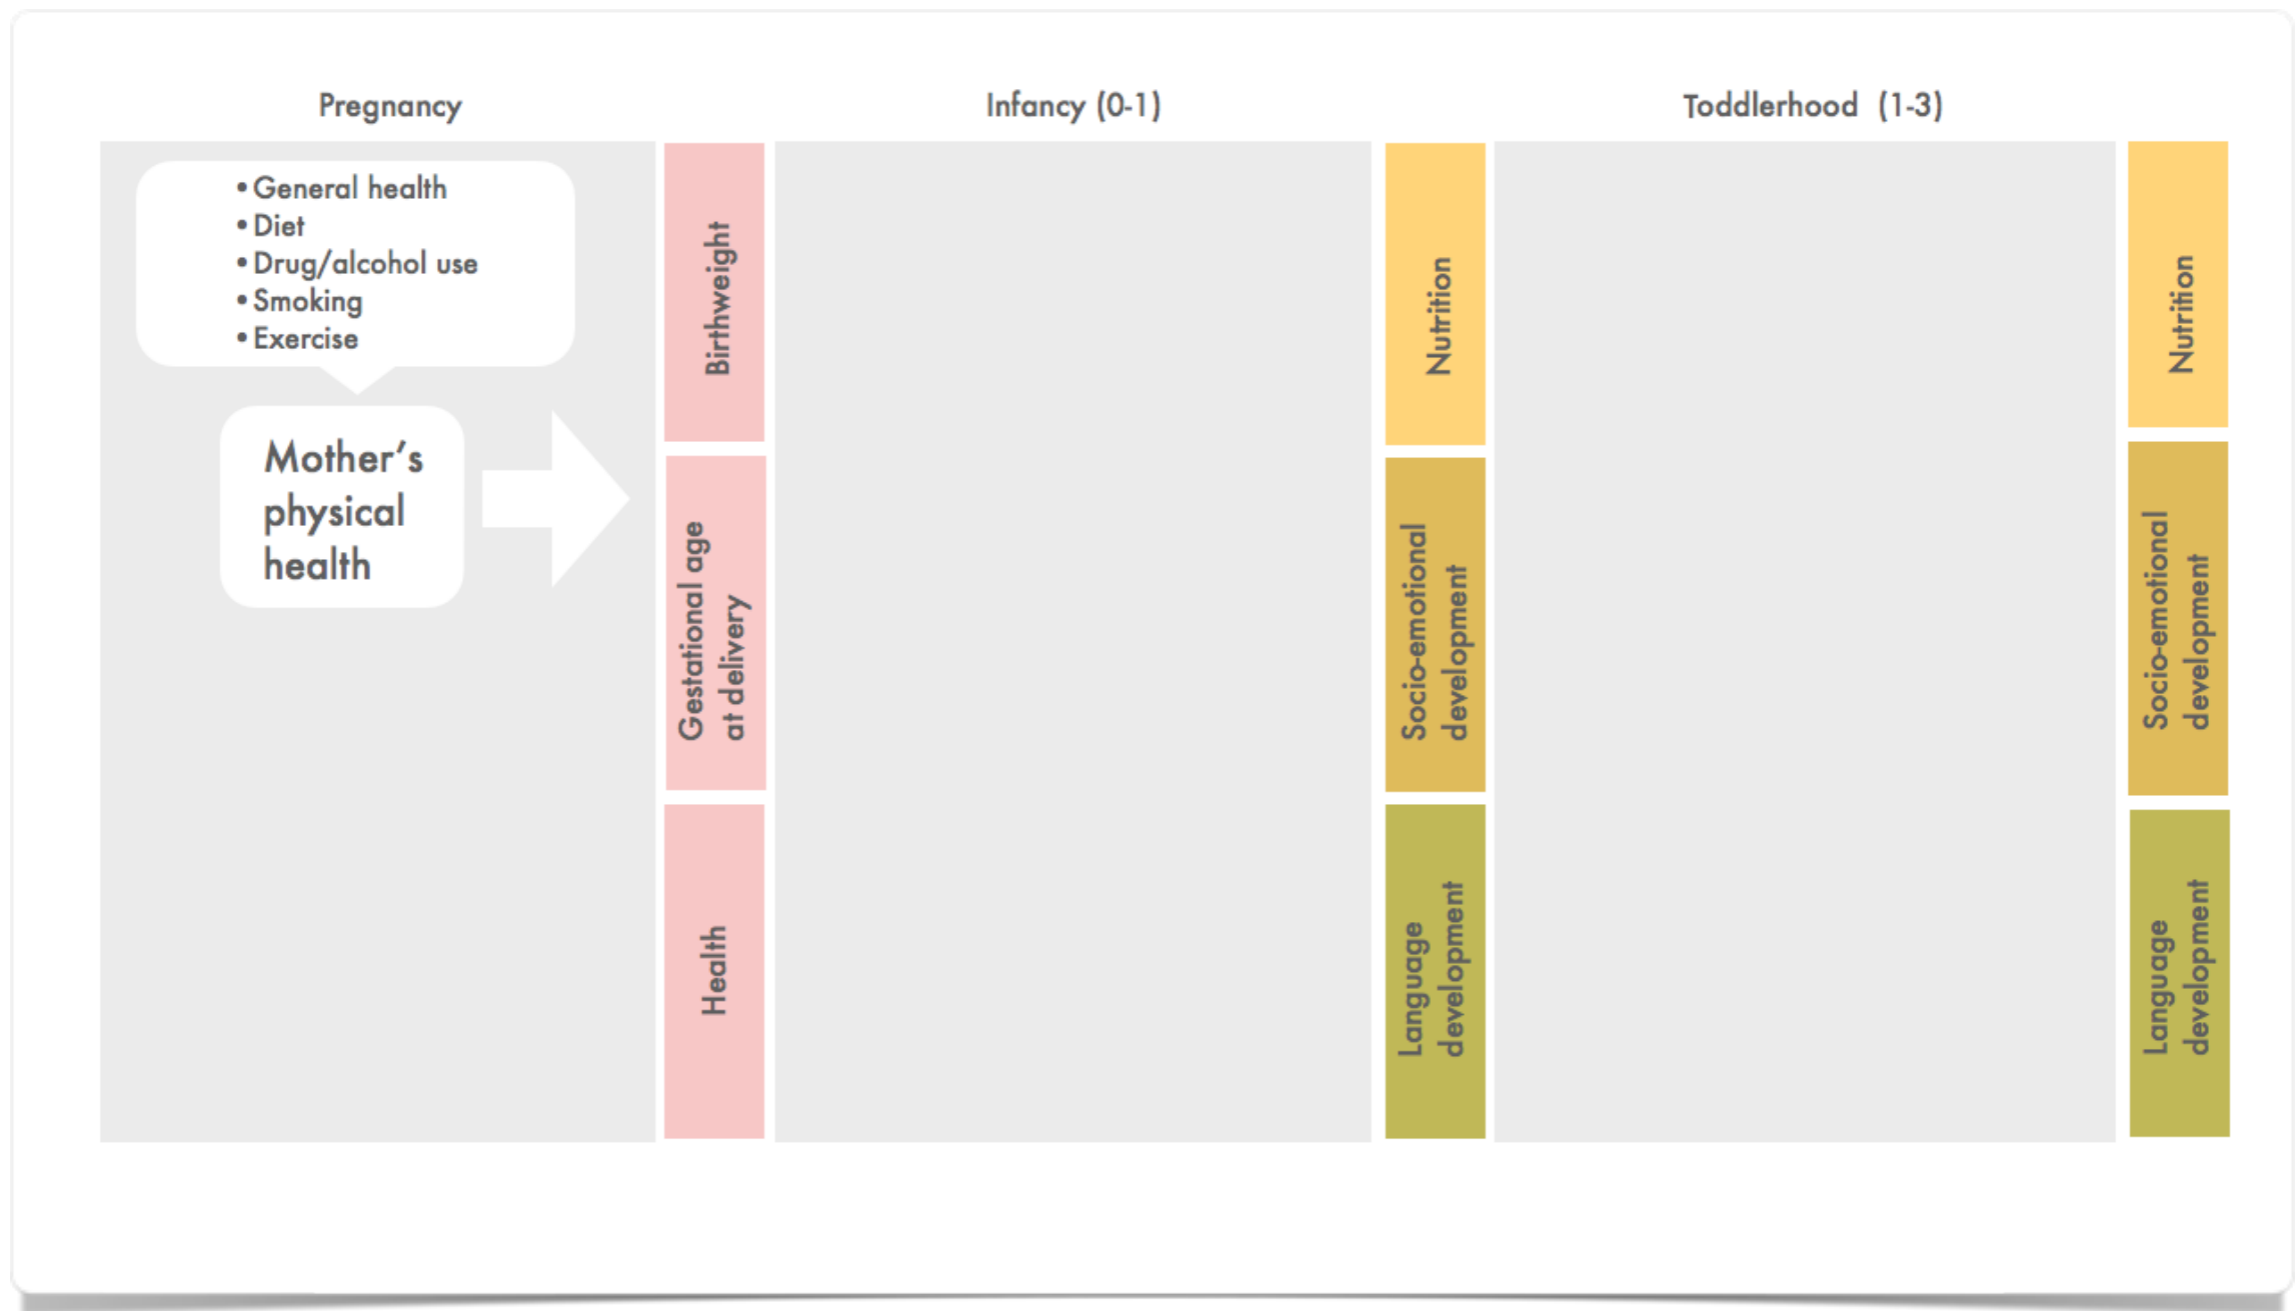 Pregnancy
Infancy (0-1)
Toddlerhood (1-3)
• General health
• Diet
• Drug/alcohol use
• Smoking
• Exercise
Mother’s
physical
health
Birthweight
Gestational age
at delivery
Health
Nutrition
Socio-emotional
development
Language
development
Nutrition
Socio-emotional
development
Language
development